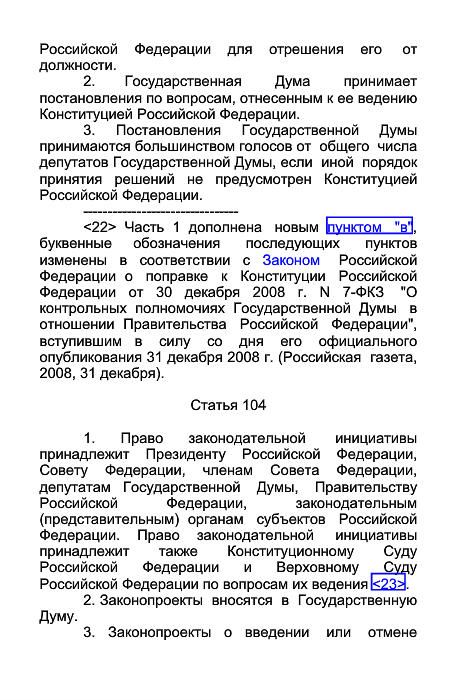 Российской Федерации для отрешения его от
должности.
2. Государственная Дума принимает
постановления по вопросам, отнесенным к ее ведению
Конституцией Российской Федерации.
3. Постановления Государственной Думы
принимаются большинством голосов от общего числа
депутатов Государственной Думы, если иной порядок
принятия решений не предусмотрен Конституцией
Российской Федерации.
--------------------------------
<22> Часть 1 дополнена новым пунктом "в",
буквенные обозначения последующих пунктов
изменены в соответствии с Законом Российской
Федерации о поправке к Конституции Российской
Федерации от 30 декабря 2008 г. N 7-ФКЗ "О
контрольных полномочиях Государственной Думы в
отношении Правительства Российской Федерации",
вступившим в силу со дня его официального
опубликования 31 декабря 2008 г. (Российская газета,
2008, 31 декабря).
Статья 104
1. Право законодательной инициативы
принадлежит Президенту Российской Федерации,
Совету Федерации, членам Совета Федерации,
депутатам Государственной Думы, Правительству
Российской Федерации, законодательным
(представительным) органам субъектов Российской
Федерации. Право законодательной инициативы
принадлежит также Конституционному Суду
Российской Федерации и Верховному Суду
Российской Федерации по вопросам их ведения <23>.
2. Законопроекты вносятся в Государственную
Думу.
3. Законопроекты о введении или отмене